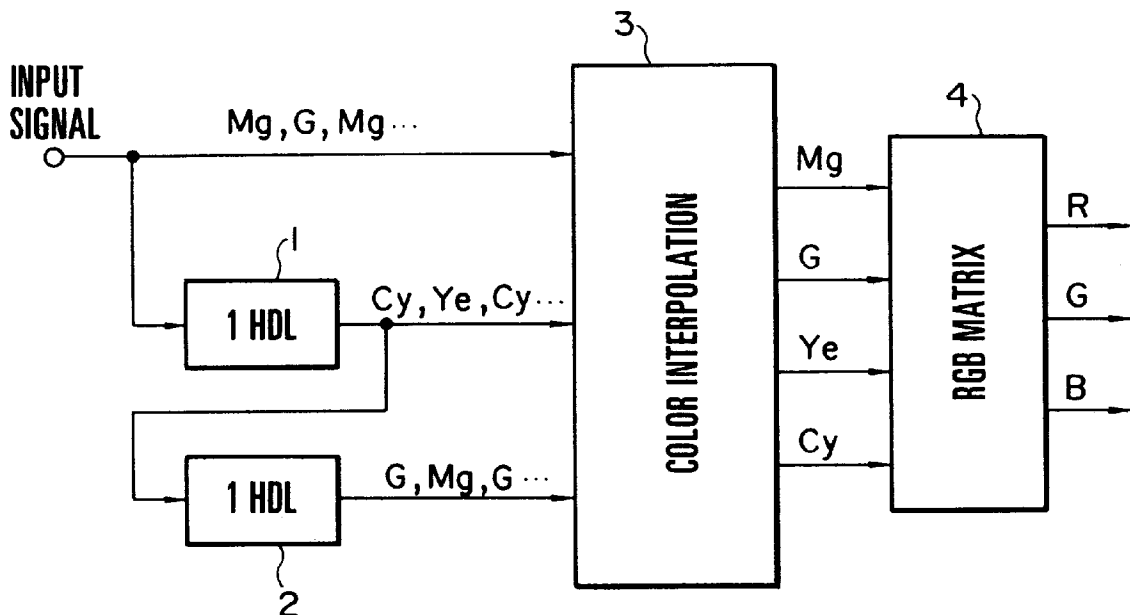 3
INPUT
SIGNAL
Mg, G, Mg ···
4
Mg
R
1
1 HDL
Cy, Ye, Cy ···
COLOR INTERPOLATION
G
RGB MATRIX
G
Ye
B
Cy
1 HDL
G, Mg, G ···
2